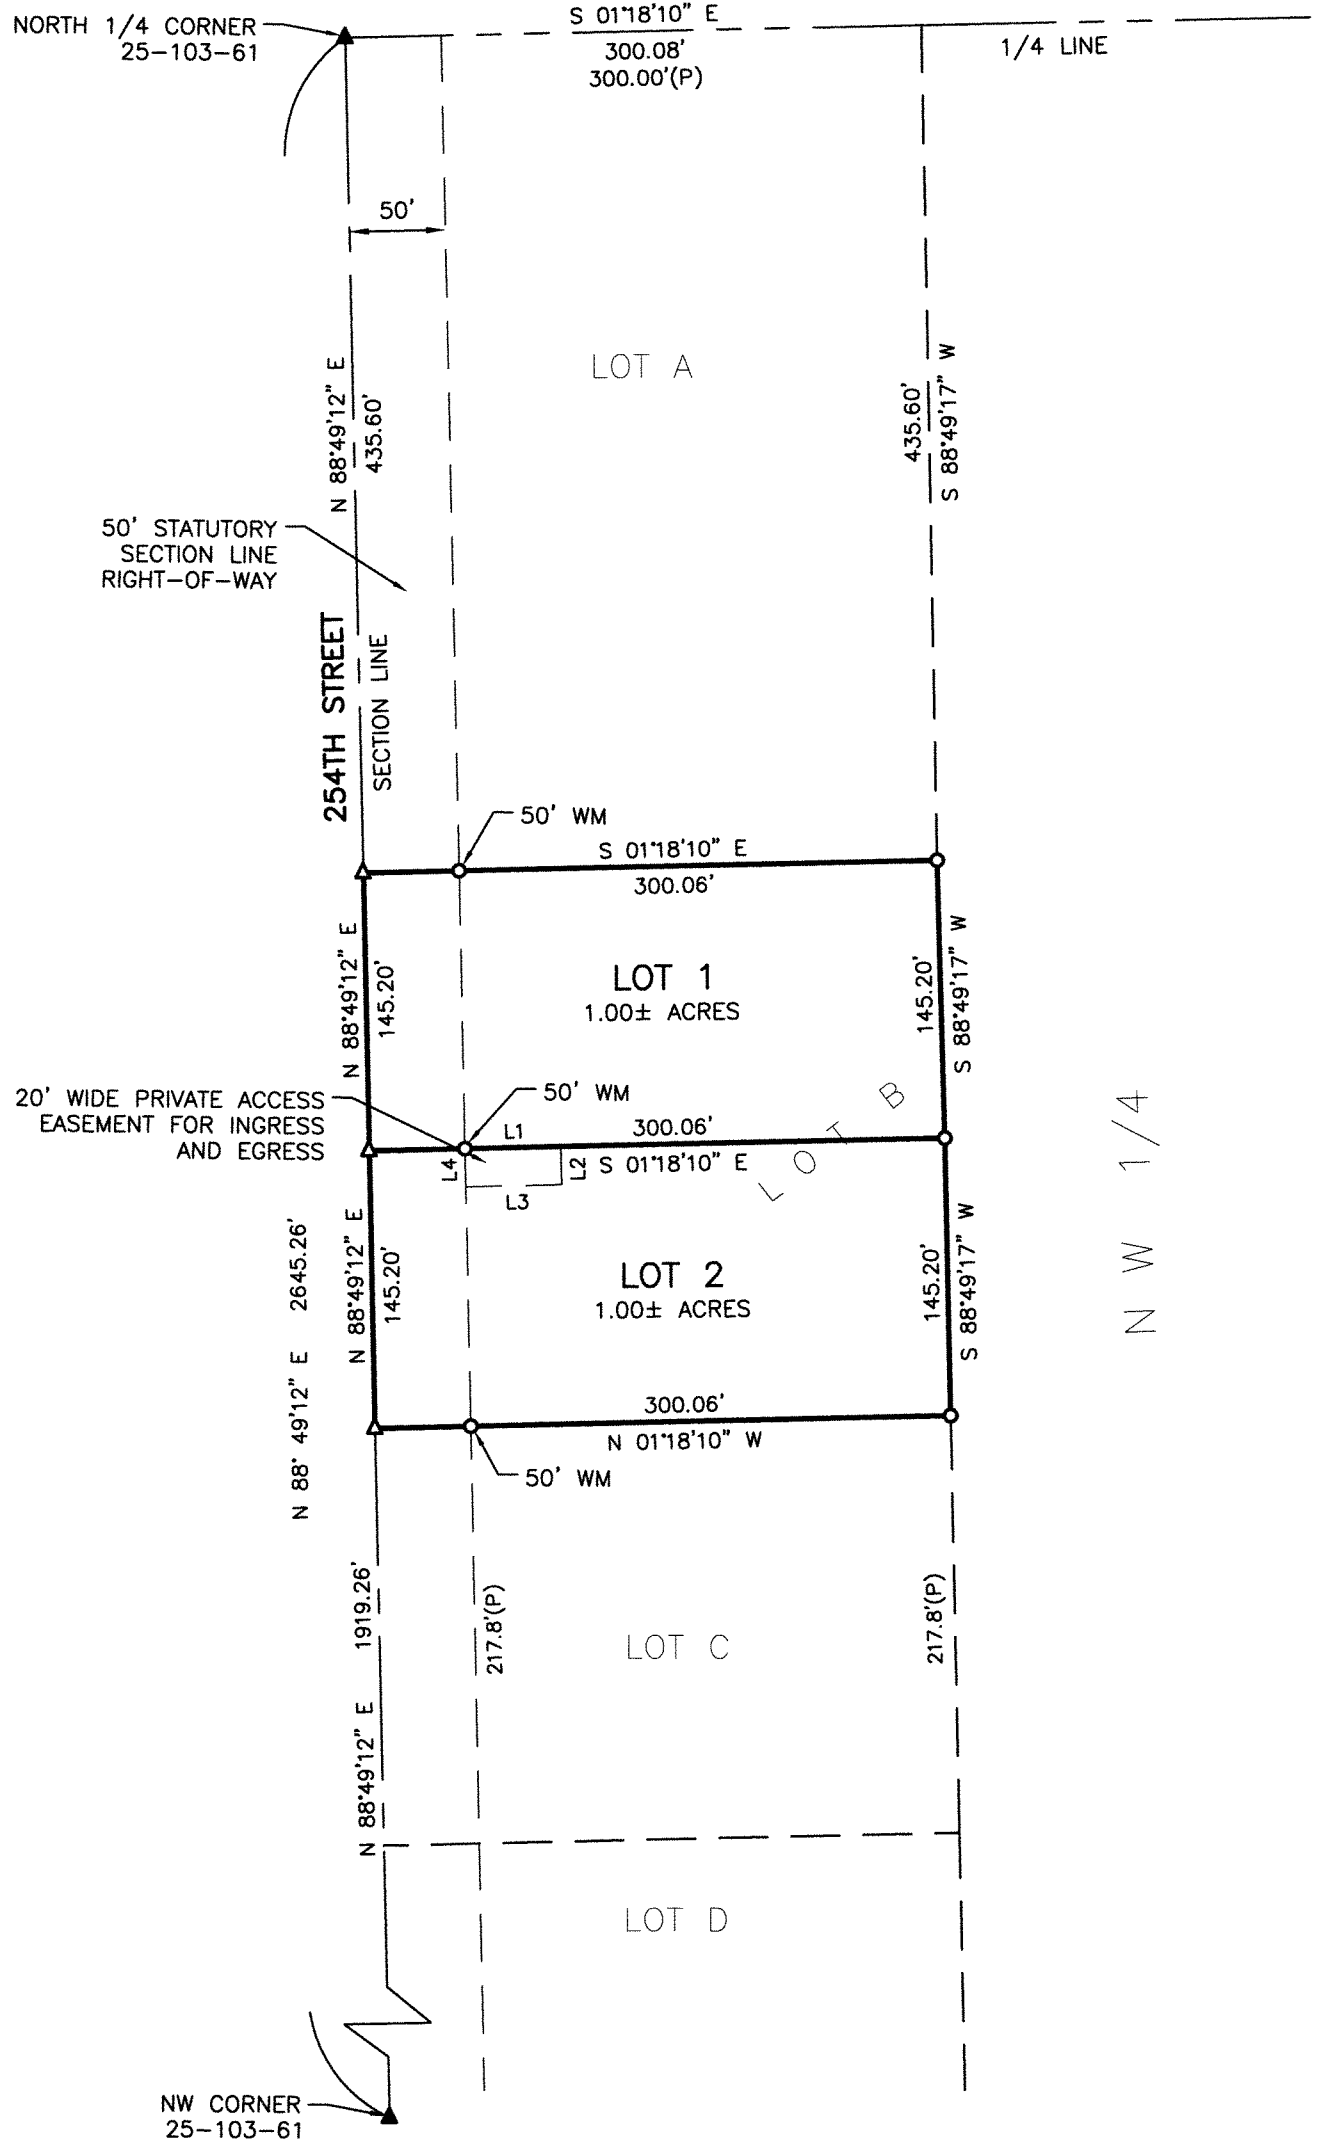 S 01°18'10" E
NORTH 1/4 CORNER
25-103-61
300.08'
300.00'(P)
1/4 LINE
50'
LOT A
N 88°49'12" E
435.60'
435.60'
S 88°49'17" W
50' STATUTORY
SECTION LINE
RIGHT-OF-WAY
254TH STREET
SECTION LINE
50' WM
S 01°18'10" E
300.06'
N 88°49'12" E
145.20'
LOT 1
1.00± ACRES
145.20'
S 88°49'17" W
20' WIDE PRIVATE ACCESS
EASEMENT FOR INGRESS
AND EGRESS
50' WM
L1
300.06'
S 01°18'10" E
L4
L2
L3
LOT B
NW 1/4
N 88°49'12" E
145.20'
LOT 2
1.00± ACRES
145.20'
S 88°49'17" W
N 88° 49'12" E 2645.26'
300.06'
N 01°18'10" W
50' WM
N 88°49'12" E 1919.26'
217.8'(P)
LOT C
217.8'(P)
LOT D
NW CORNER
25-103-61